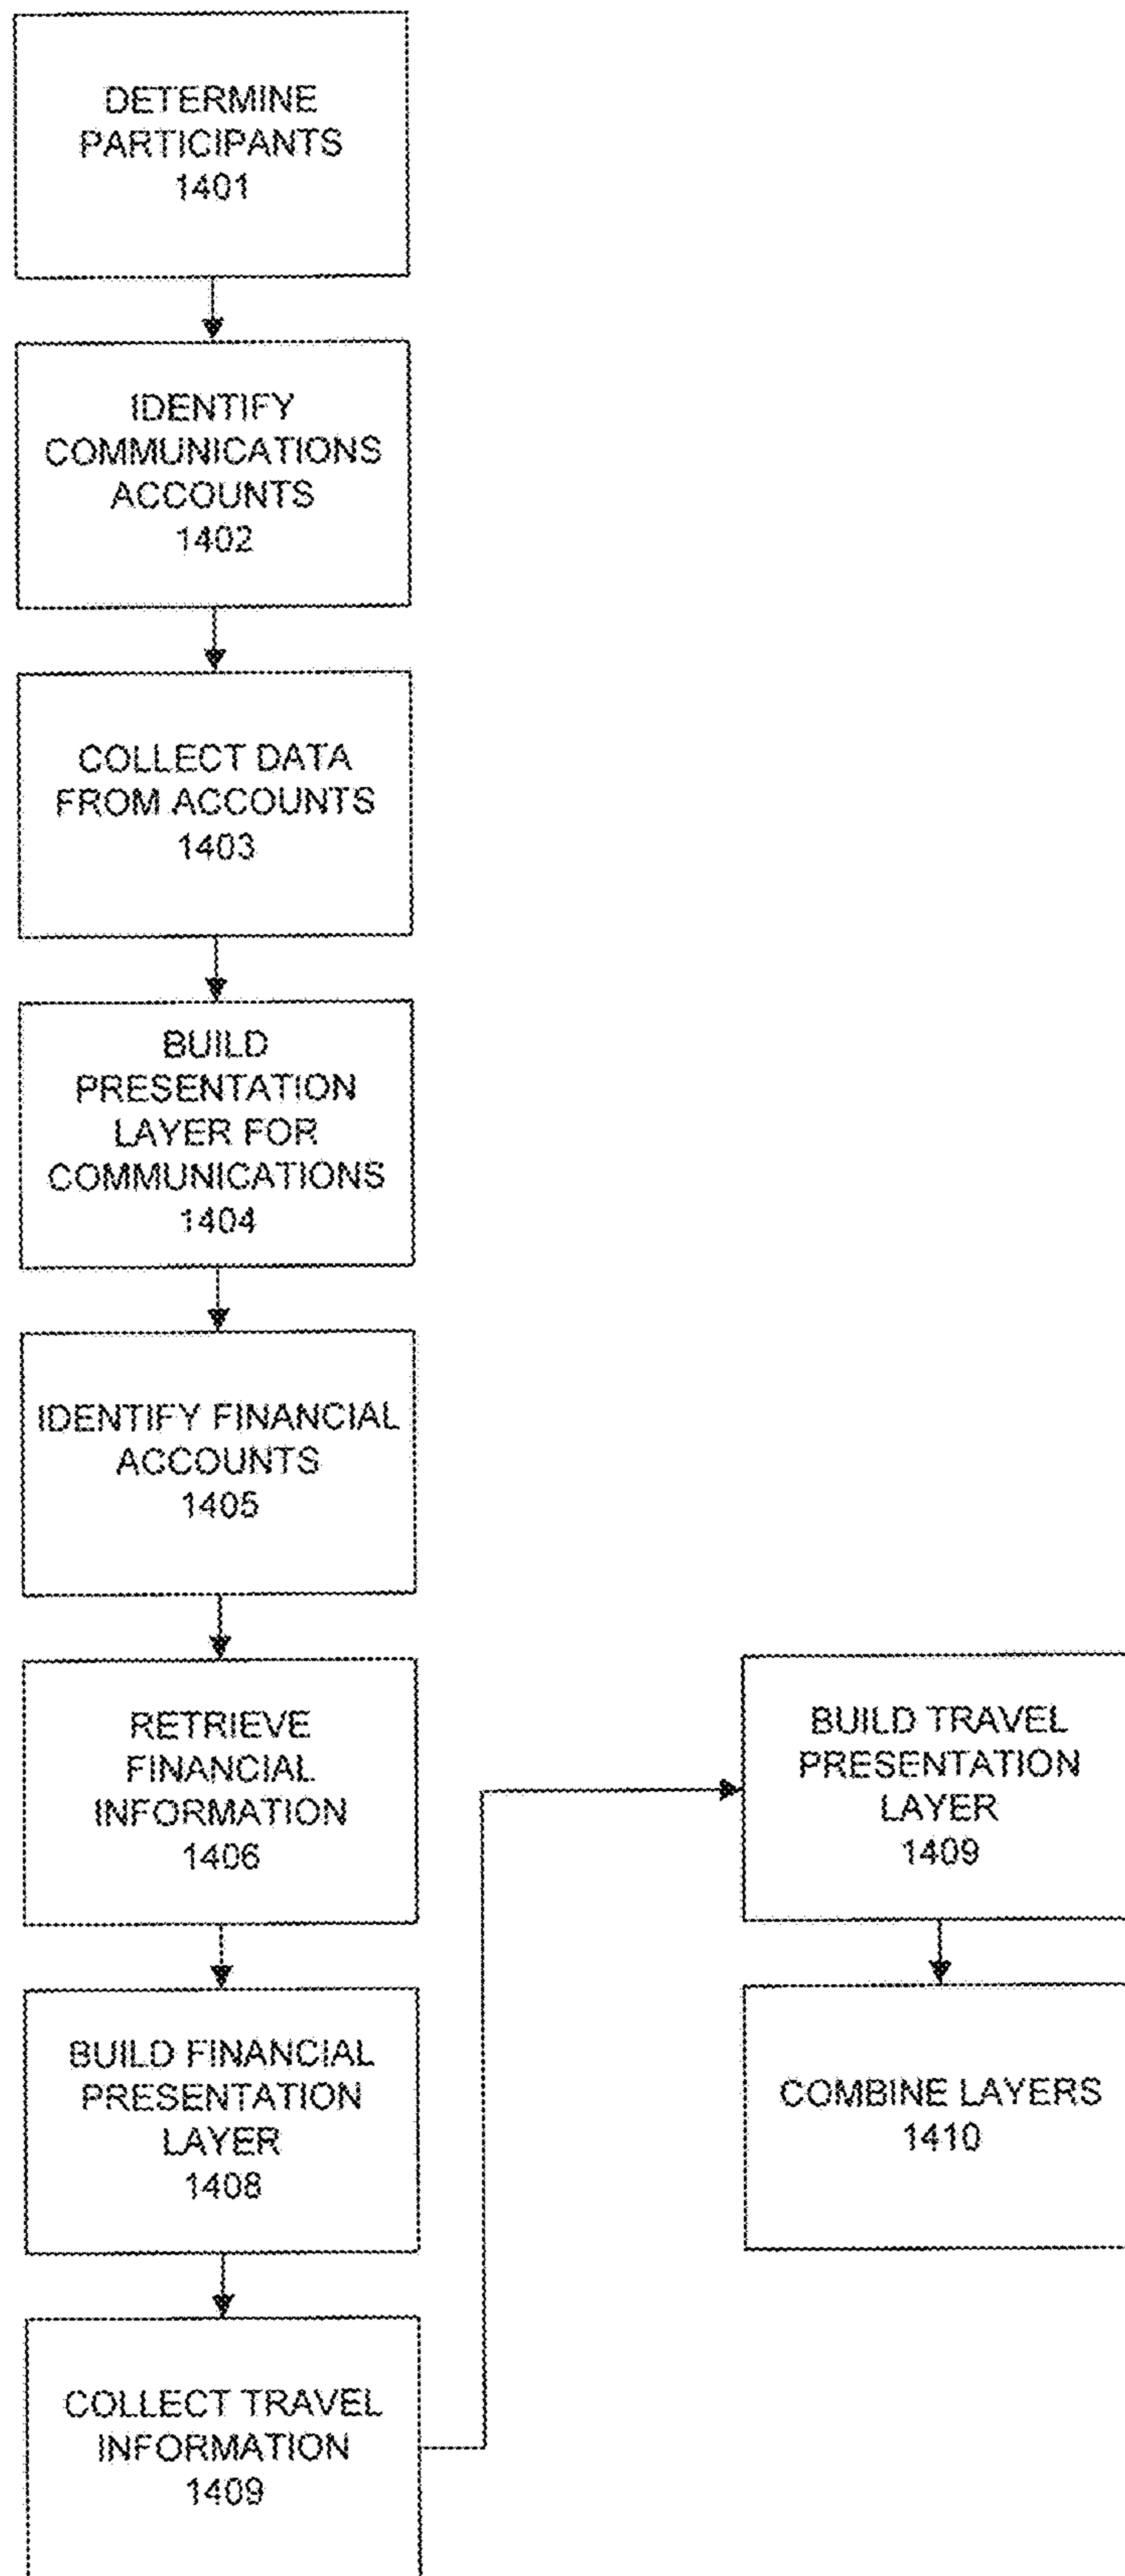 DETERMINE
PARTICIPANTS
1401
IDENTIFY
COMMUNICATIONS
ACCOUNTS
1402
COLLECT DATA
FROM ACCOUNTS
1403
BUILD
PRESENTATION
LAYER FOR
COMMUNICATIONS
1404
IDENTIFY FINANCIAL
ACCOUNTS
1405
RETRIEVE
FINANCIAL
INFORMATION
1406
BUILD FINANCIAL
PRESENTATION
LAYER
1408
COLLECT TRAVEL
INFORMATION
1409
BUILD TRAVEL
PRESENTATION
LAYER
1409
COMBINE LAYERS
1410